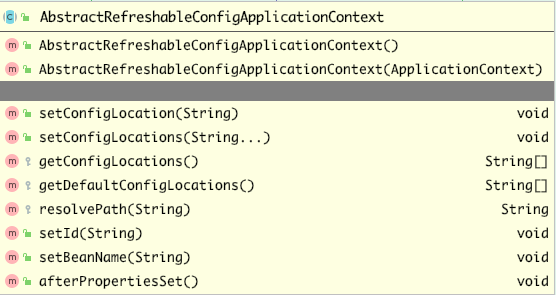 C AbstractRefreshableConfigApplicationContext
m AbstractRefreshableConfigApplicationContext()
m AbstractRefreshableConfigApplicationContext(ApplicationContext)
m setConfigLocation(String) void
m setConfigLocations(String...) void
m getConfigLocations() String[]
m getDefaultConfigLocations() String[]
m resolvePath(String) String
m setId(String) void
m setBeanName(String) void
m afterPropertiesSet() void